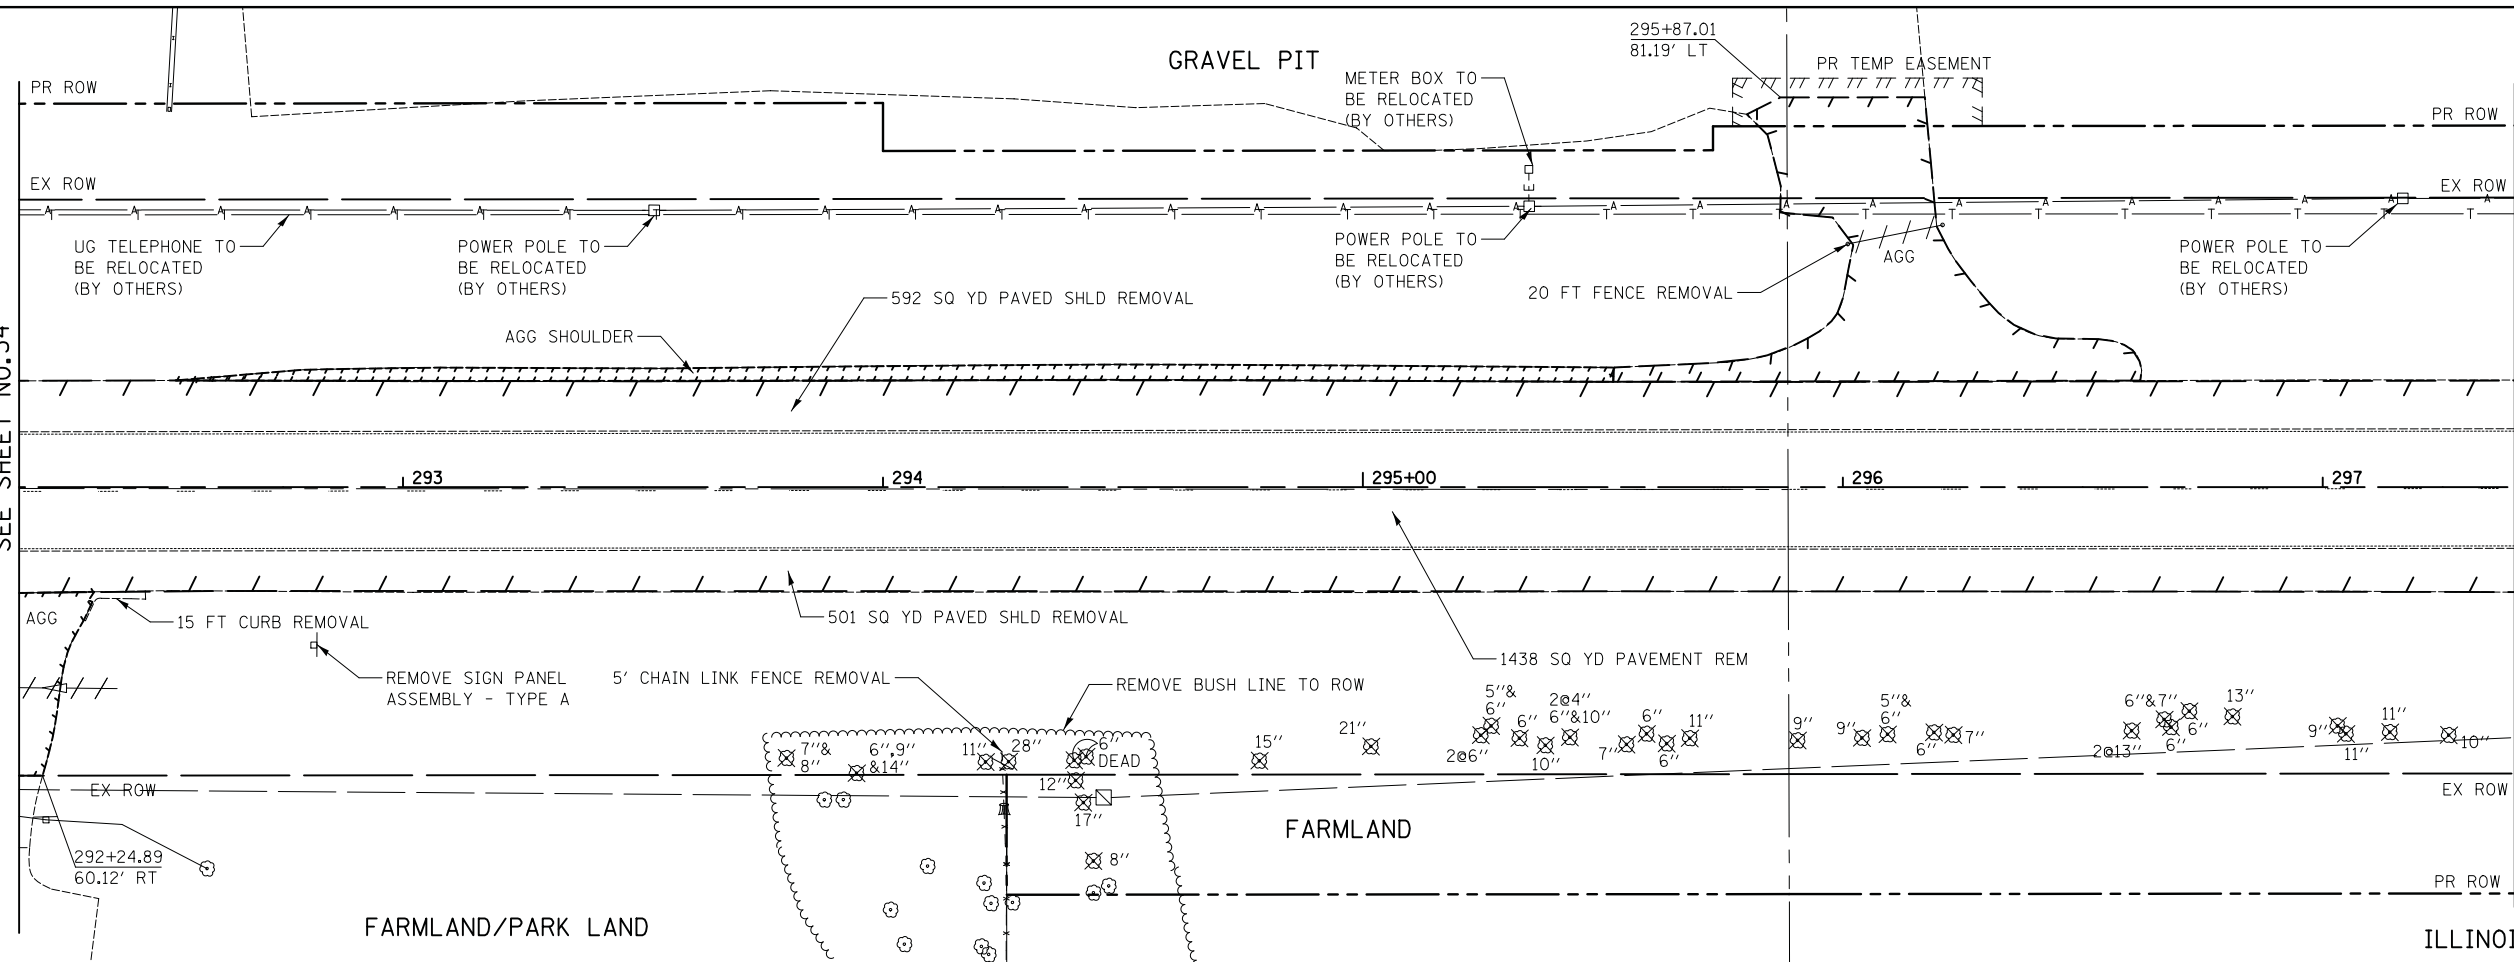 295+87.01
81.19' LT
GRAVEL PIT
PR TEMP EASEMENT
METER BOX TO
BE RELOCATED
(BY OTHERS)
PR ROW
PR ROW
EX ROW
EX ROW
UG TELEPHONE TO
BE RELOCATED
(BY OTHERS)
POWER POLE TO
BE RELOCATED
(BY OTHERS)
POWER POLE TO
BE RELOCATED
(BY OTHERS)
AGG
POWER POLE TO
BE RELOCATED
(BY OTHERS)
592 SQ YD PAVED SHLD REMOVAL
20 FT FENCE REMOVAL
AGG SHOULDER
SEE SHEET NO.54
293
294
295+00
296
297
AGG
15 FT CURB REMOVAL
501 SQ YD PAVED SHLD REMOVAL
1438 SQ YD PAVEMENT REM
REMOVE SIGN PANEL
ASSEMBLY - TYPE A
5' CHAIN LINK FENCE REMOVAL
REMOVE BUSH LINE TO ROW
7''&
8''
6'',9''
&14''
11''
28''
6''
DEAD
12''
17''
8''
15''
21''
5''&
6''
2@6''
6''
10''
2@4''
6''&10''
7''
6''
6''
11''
9''
9''
5''&
6''
6''
7''
2@13''
6''&7''
6''
6''
13''
9''
11''
11''
10''
EX ROW
EX ROW
FARMLAND
292+24.89
60.12' RT
PR ROW
FARMLAND/PARK LAND
ILLINOI